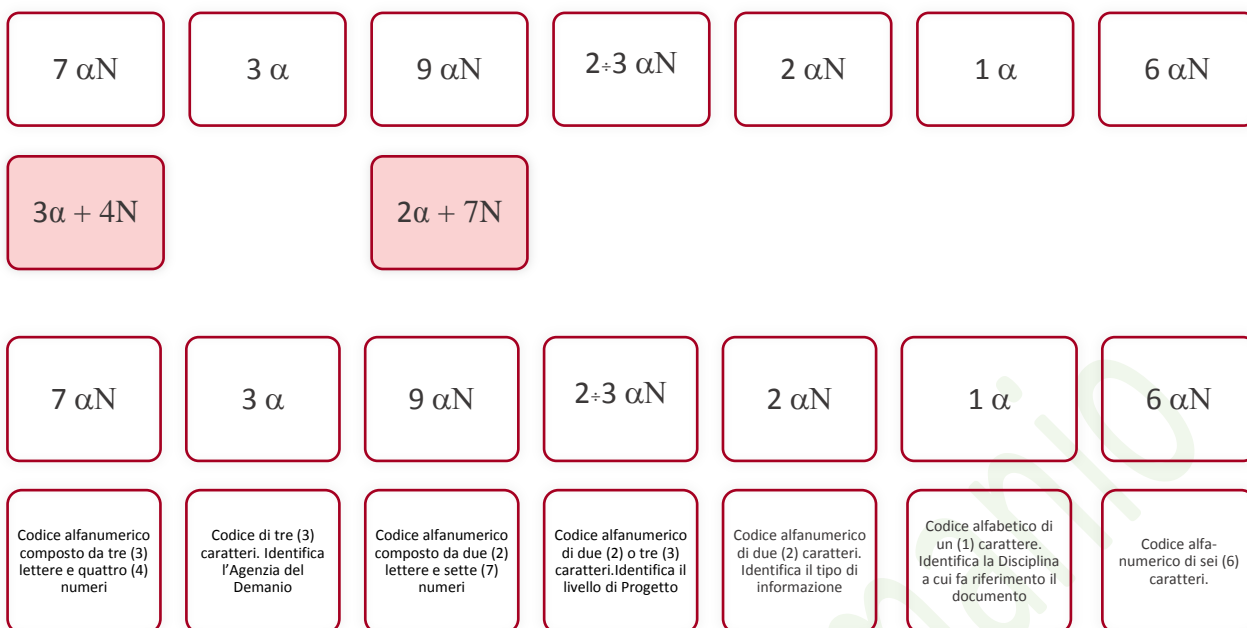 7 αN
3 α
9 αN
2÷3 αN
2 αN
1 α
6 αN
3α + 4N
2α + 7N
7 αN
3 α
9 αN
2÷3 αN
2 αN
1 α
6 αN
Codice alfanumerico
composto da tre (3)
lettere e quattro (4)
numeri
Codice di tre (3)
caratteri. Identifica
l’Agenzia del
Demanio
Codice alfanumerico
composto da due (2)
lettere e sette (7)
numeri
Codice alfanumerico
di due (2) o tre (3)
caratteri.Identifica il
livello di Progetto
Codice alfanumerico
di due (2) caratteri.
Identifica il tipo di
informazione
Codice alfabetico di
un (1) carattere.
Identifica la Disciplina
a cui fa riferimento il
documento
Codice alfa-
numerico di sei (6)
caratteri.
manio